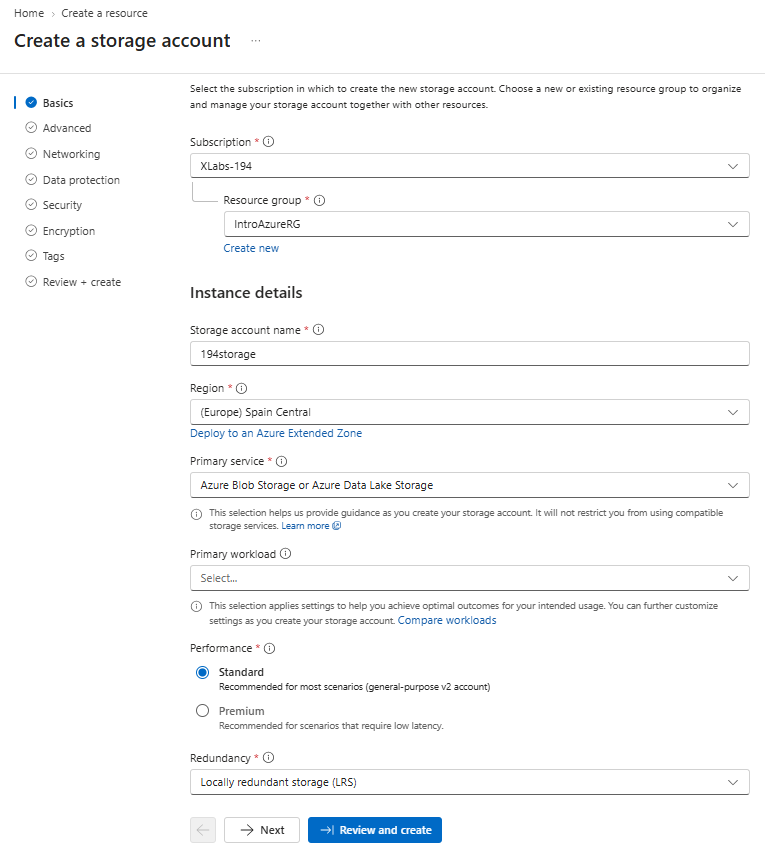 Home > Create a resource
Create a storage account ...
Select the subscription in which to create the new storage account. Choose a new or existing resource group to organize
and manage your storage account together with other resources.
Basics
Advanced
Networking
Data protection
Security
Encryption
Tags
Review + create
Subscription *
XLabs-194
Resource group *
IntroAzureRG
Create new
Instance details
Storage account name *
194storage
Region *
(Europe) Spain Central
Deploy to an Azure Extended Zone
Primary service *
Azure Blob Storage or Azure Data Lake Storage
This selection helps us provide guidance as you create your storage account. It will not restrict you from using compatible
storage services. Learn more
Primary workload
Select...
This selection applies settings to help you achieve optimal outcomes for your intended usage. You can further customize
settings as you create your storage account. Compare workloads
Performance *
Standard
Recommended for most scenarios (general-purpose v2 account)
Premium
Recommended for scenarios that require low latency.
Redundancy *
Locally redundant storage (LRS)
Next
Review and create